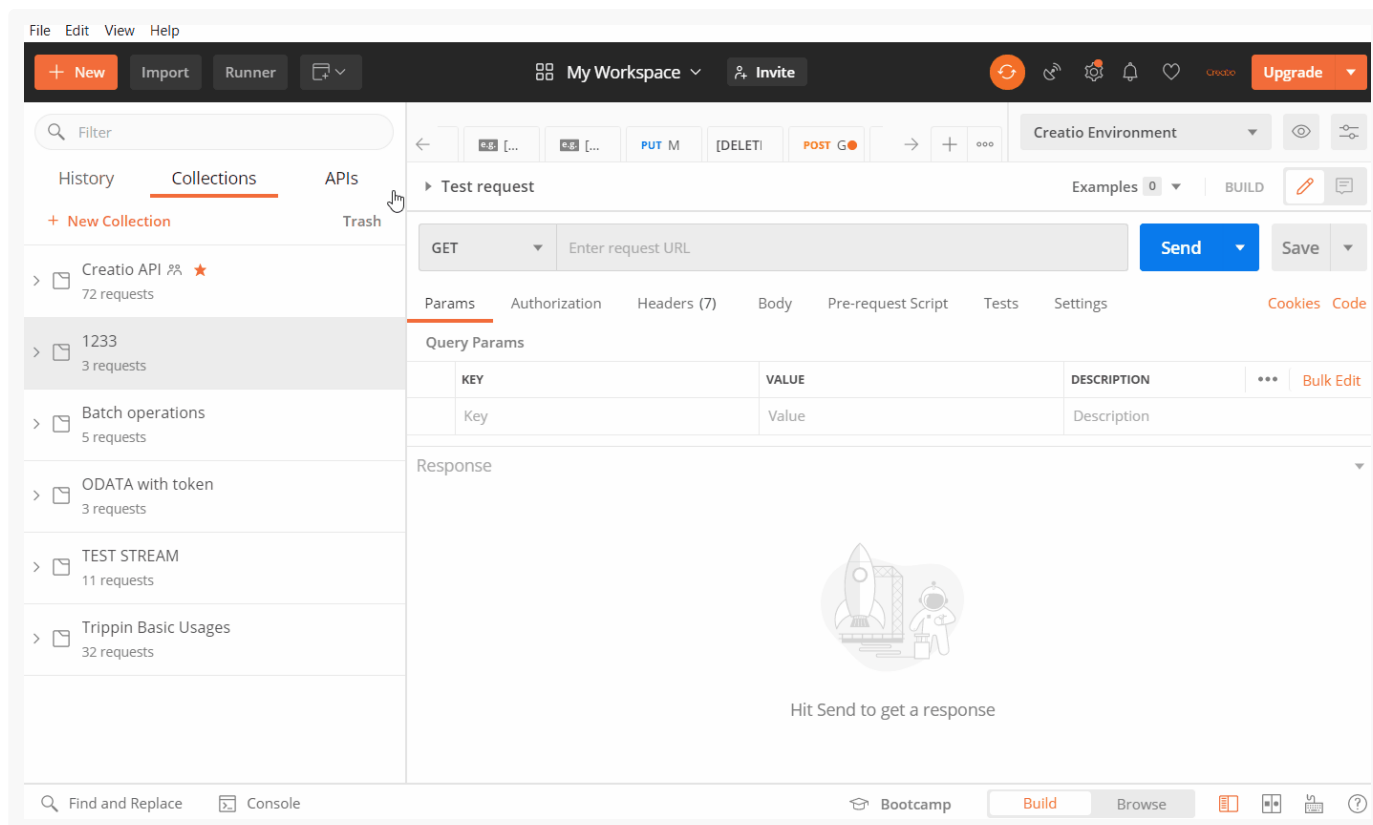 File Edit View Help
+ New Import Runner My Workspace Invite Creatio Upgrade
Filter
e.g. [... e.g. [... PUT M [DELETI POST G
Creatio Environment
History Collections APIs
Test request
Examples 0 BUILD
+ New Collection Trash
GET Enter request URL Send Save
Creatio API
72 requests
Params Authorization Headers (7) Body Pre-request Script Tests Settings Cookies Code
1233
3 requests
Query Params
KEY VALUE DESCRIPTION ••• Bulk Edit
Key Value Description
Batch operations
5 requests
Response
ODATA with token
3 requests
TEST STREAM
11 requests
Trippin Basic Usages
32 requests
Hit Send to get a response
Find and Replace Console Bootcamp Build Browse ?